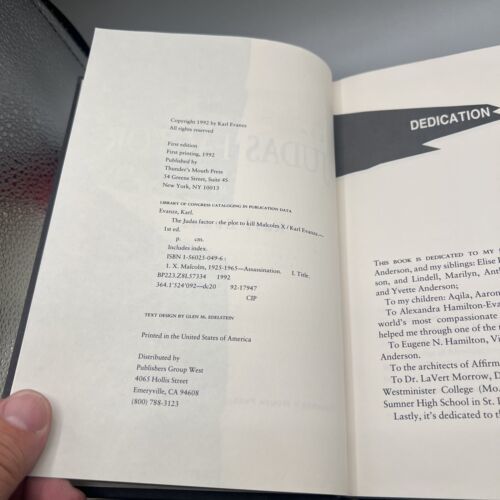 Copyright 1992 by Karl Evanzz
All rights reserved
First edition
First printing, 1992
Published by
Thunder's Mouth Press
54 Greene Street, Suite 4S
New York, NY 10013
LIBRARY OF CONGRESS CATALOGING IN PUBLICATION DATA
Evanzz, Karl.
The Judas factor : the plot to kill Malcolm X / Karl Evanzz.—
1st ed.
p. cm.
Includes index.
ISBN 1-56025-049-6 :
1. X, Malcolm, 1925-1965—Assassination. I. Title.
BP223.Z8L57334 1992
364.1'524'092—dc20 92-17947
CIP
TEXT DESIGN BY GLEN M. EDELSTEIN
Printed in the United States of America
Distributed by
Publishers Group West
4065 Hollis Street
Emeryville, CA 94608
(800) 788-3123
DEDICATION
THIS BOOK IS DEDICATED TO MY
Anderson, and my siblings: Elise
son, and Lindell, Marilyn, Ant
and Yvette Anderson;
To my children: Aqila, Aaron
To Alexandra Hamilton-Evan
world's most compassionate
helped me through one of the
To Eugene N. Hamilton, Vi
Anderson.
To the architects of Affirm
To Dr. LaVert Morrow, D
Westminister College (Mo.
Sumner High School in St. L
Lastly, it's dedicated to th